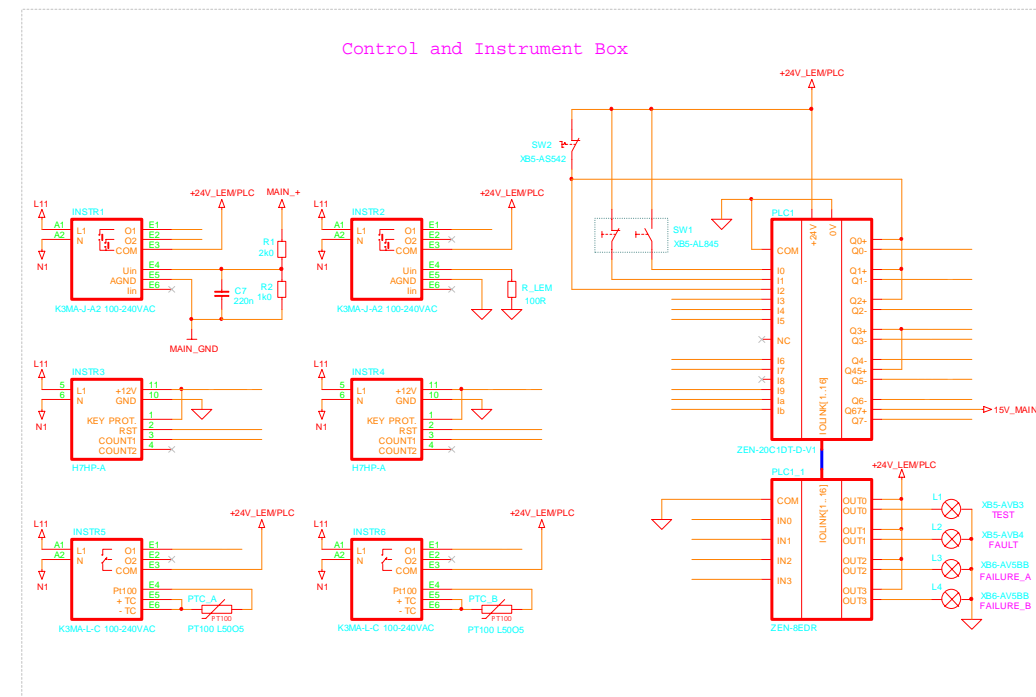 Control and Instrument Box
+24V_LEM/PLC
SW2
XB5-AS542
SW1
XB5-AL845
L11
INSTR1
A1
A2
N1
L1
N
O1
O2
COM
Uin
AGND
Iin
E1
E2
E3
E4
E5
E6
K3MA-J-A2 100-240VAC
+24V_LEM/PLC
MAIN_+
R1
2k0
R2
1k0
C7
220n
MAIN_GND
L11
INSTR2
A1
A2
N1
L1
N
O1
O2
COM
Uin
AGND
Iin
E1
E2
E3
E4
E5
E6
K3MA-J-A2 100-240VAC
+24V_LEM/PLC
R_LEM
100R
L11
INSTR3
5
6
N1
L1
N
+12V
GND
KEY PROT.
RST
COUNT1
COUNT2
11
10
1
2
3
4
H7HP-A
L11
INSTR4
5
6
N1
L1
N
+12V
GND
KEY PROT.
RST
COUNT1
COUNT2
11
10
1
2
3
4
H7HP-A
L11
INSTR5
A1
A2
N1
L1
N
O1
O2
COM
Pt100
+ TC
- TC
E1
E2
E3
E4
E5
E6
K3MA-L-C 100-240VAC
+24V_LEM/PLC
PTC_A
PT100
PT100 L50O5
L11
INSTR6
A1
A2
N1
L1
N
O1
O2
COM
Pt100
+ TC
- TC
E1
E2
E3
E4
E5
E6
K3MA-L-C 100-240VAC
+24V_LEM/PLC
PTC_B
PT100
PT100 L50O5
PLC1
+24V
0V
COM
I0
I1
I2
I3
I4
I5
NC
I6
I7
I8
I9
Ia
Ib
IOLINK[1..16]
Q0+
Q0-
Q1+
Q1-
Q2+
Q2-
Q3+
Q3-
Q4-
Q45+
Q5-
Q6-
Q67+
Q7-
15V_MAIN
ZEN-20C1DT-D-V1
PLC1_1
+24V_LEM/PLC
COM
IN0
IN1
IN2
IN3
IOLINK[1..16]
OUT0
OUT0
OUT1
OUT1
OUT2
OUT2
OUT3
OUT3
ZEN-8EDR
L1
XB5-AVB3
TEST
L2
XB5-AVB4
FAULT
L3
XB6-AV5BB
FAILURE_A
L4
XB6-AV5BB
FAILURE_B